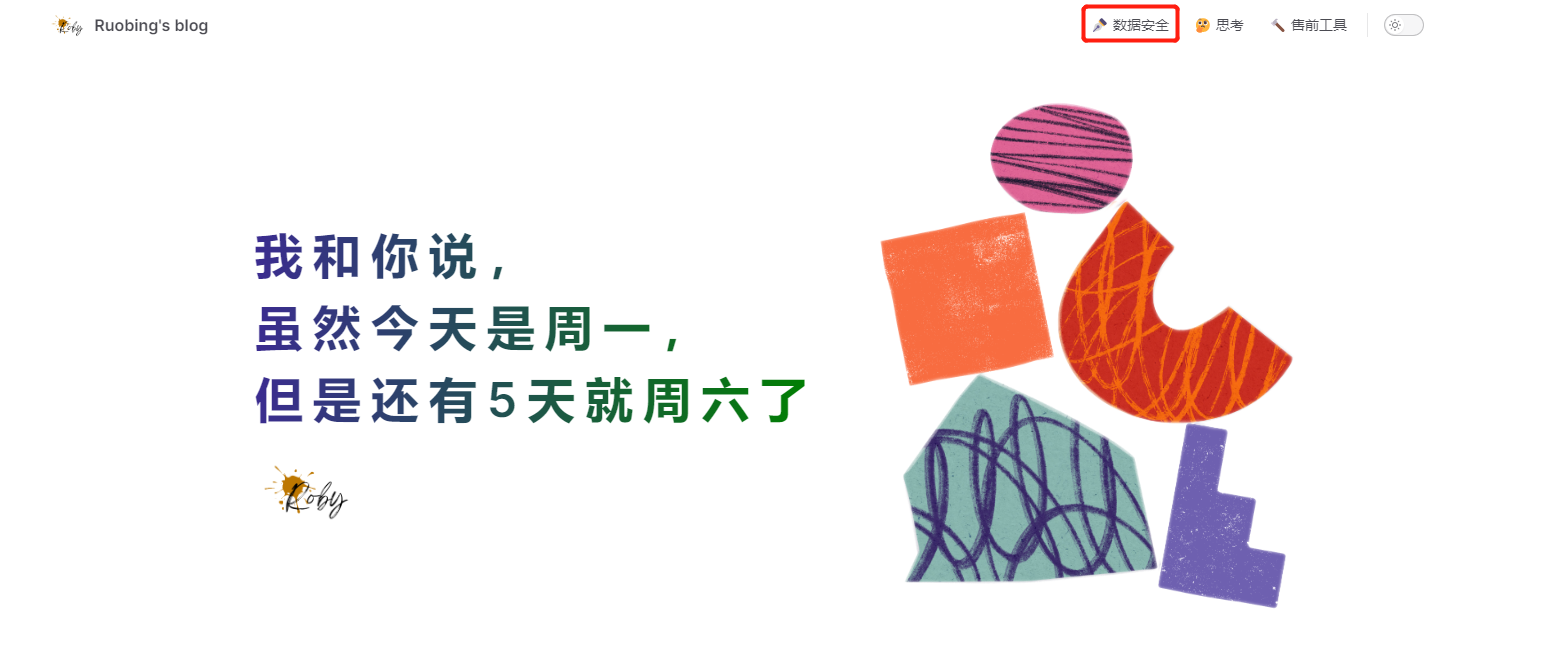 Roby Ruobing's blog
数据安全 思考 售前工具
我和你说,
虽然今天是周一,
但是还有5天就周六了
Roby